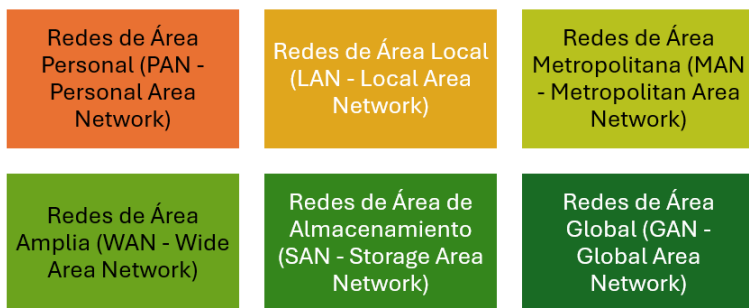 Redes de Área
Personal (PAN -
Personal Area
Network)
Redes de Área Local
(LAN - Local Area
Network)
Redes de Área
Metropolitana (MAN
- Metropolitan Area
Network)
Redes de Área
Amplia (WAN - Wide
Area Network)
Redes de Área de
Almacenamiento
(SAN - Storage Area
Network)
Redes de Área
Global (GAN -
Global Area
Network)